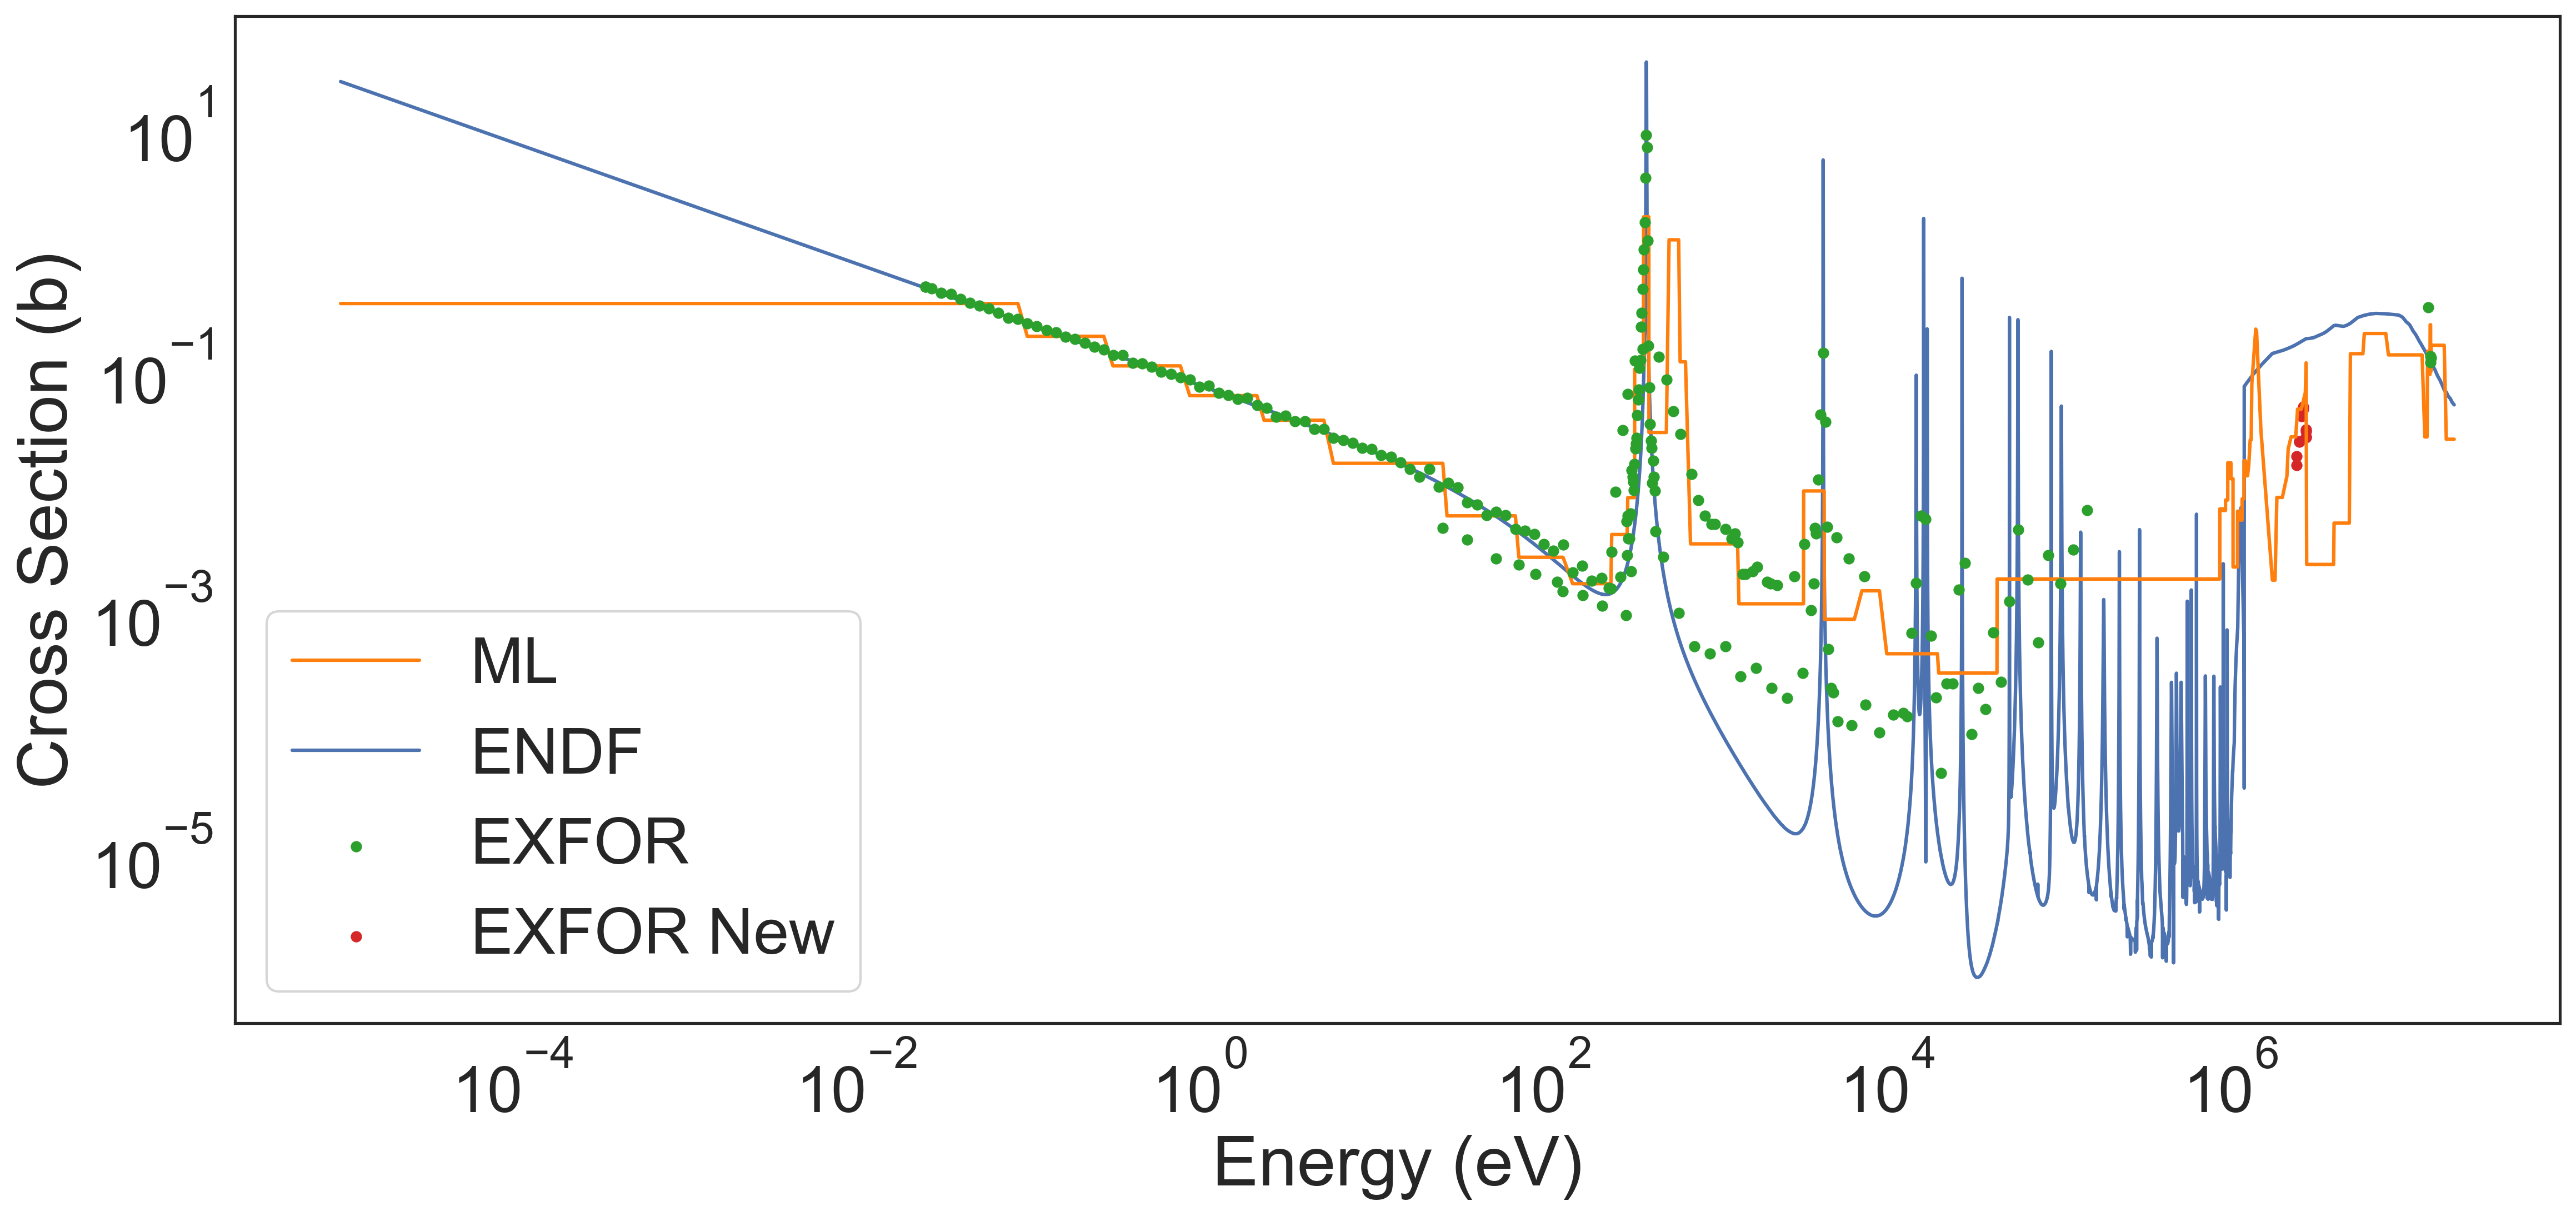 Cross Section (b)
10^1
10^−1
10^−3
10^−5
ML
ENDF
EXFOR
EXFOR New
10^−4 10^−2 10^0 10^2 10^4 10^6
Energy (eV)